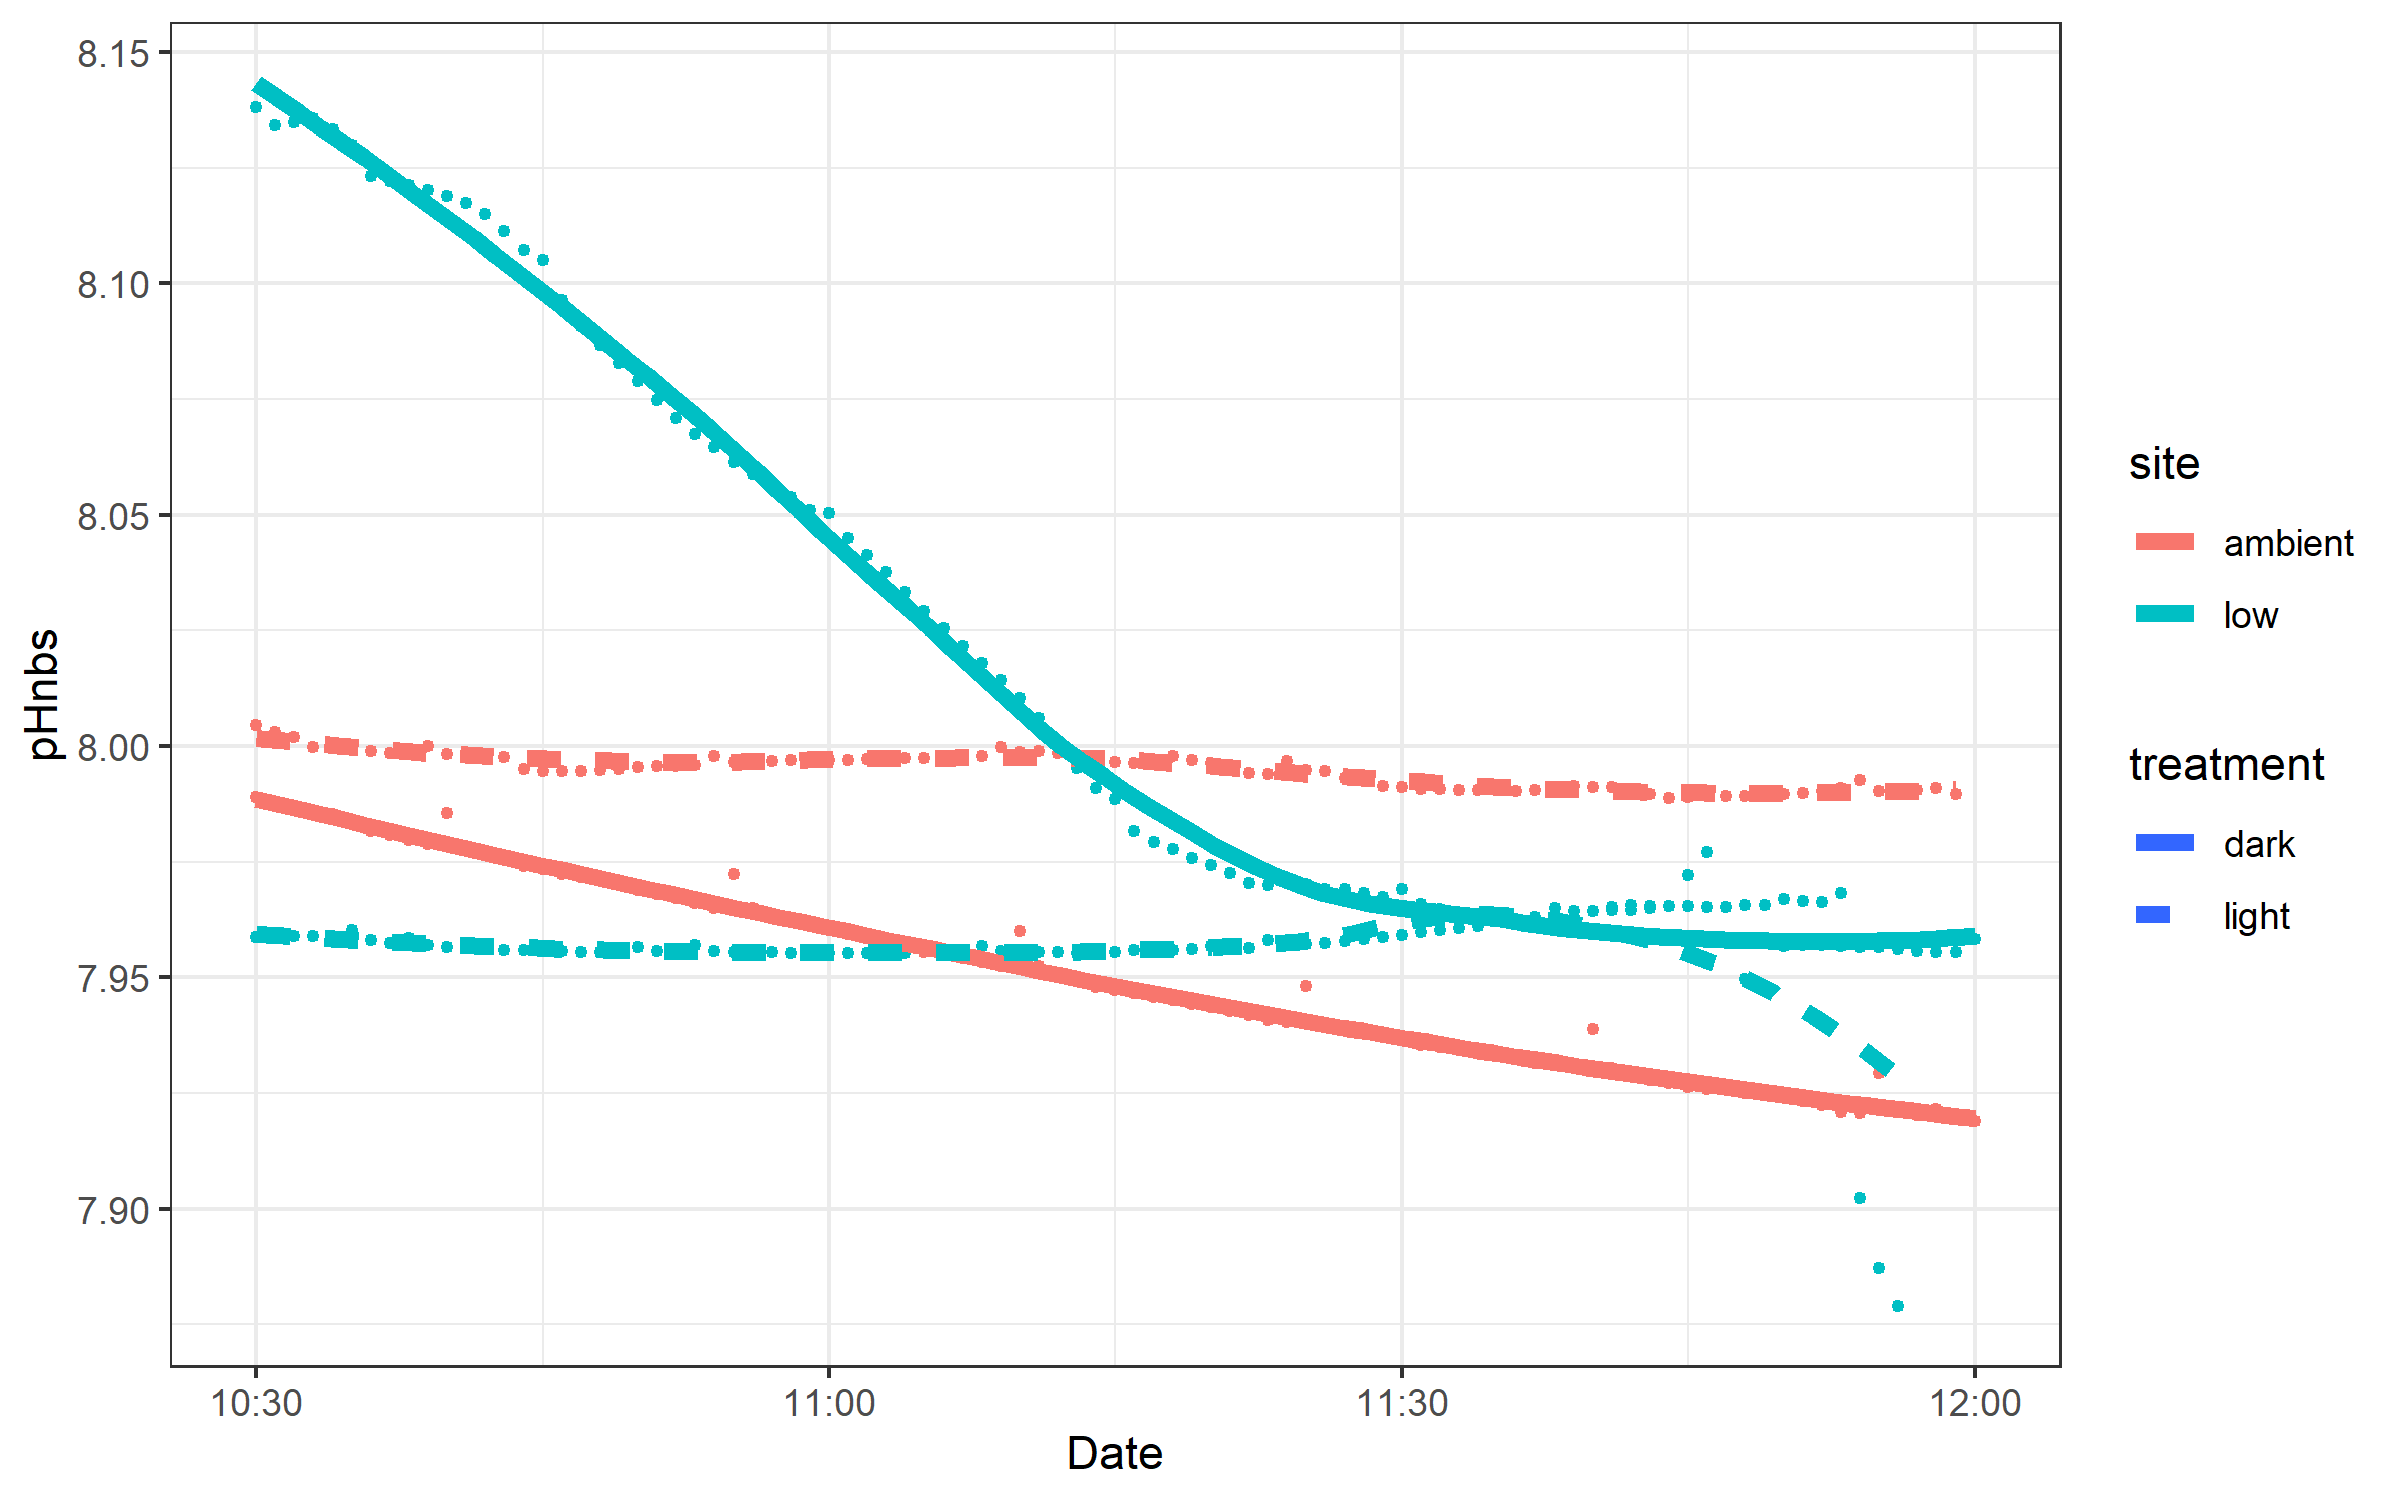 8.15
8.10
8.05
8.00
7.95
7.90
pHnbs
10:30 11:00 11:30 12:00
Date
site
ambient
low
treatment
dark
light